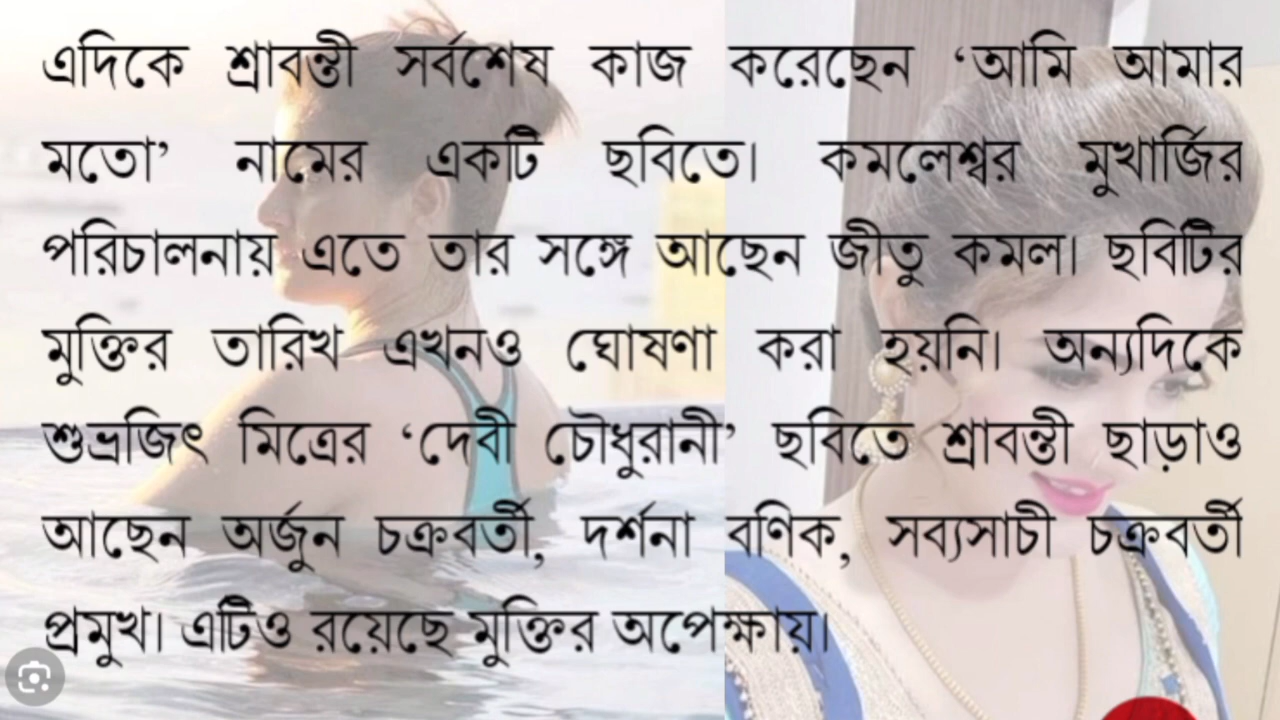 এদিকে শ্রাবন্তী সর্বশেষ কাজ করেছেন ‘আমি আমার
মতো’ নামের একটি ছবিতে। কমলেশ্বর মুখার্জির
পরিচালনায় এতে তার সঙ্গে আছেন জীতু কমল। ছবিটির
মুক্তির তারিখ এখনও ঘোষণা করা হয়নি। অন্যদিকে
শুভ্রজিৎ মিত্রের ‘দেবী চৌধুরানী’ ছবিতে শ্রাবন্তী ছাড়াও
আছেন অর্জুন চক্রবর্তী, দর্শনা বণিক, সব্যসাচী চক্রবর্তী
প্রমুখ। এটিও রয়েছে মুক্তির অপেক্ষায়।